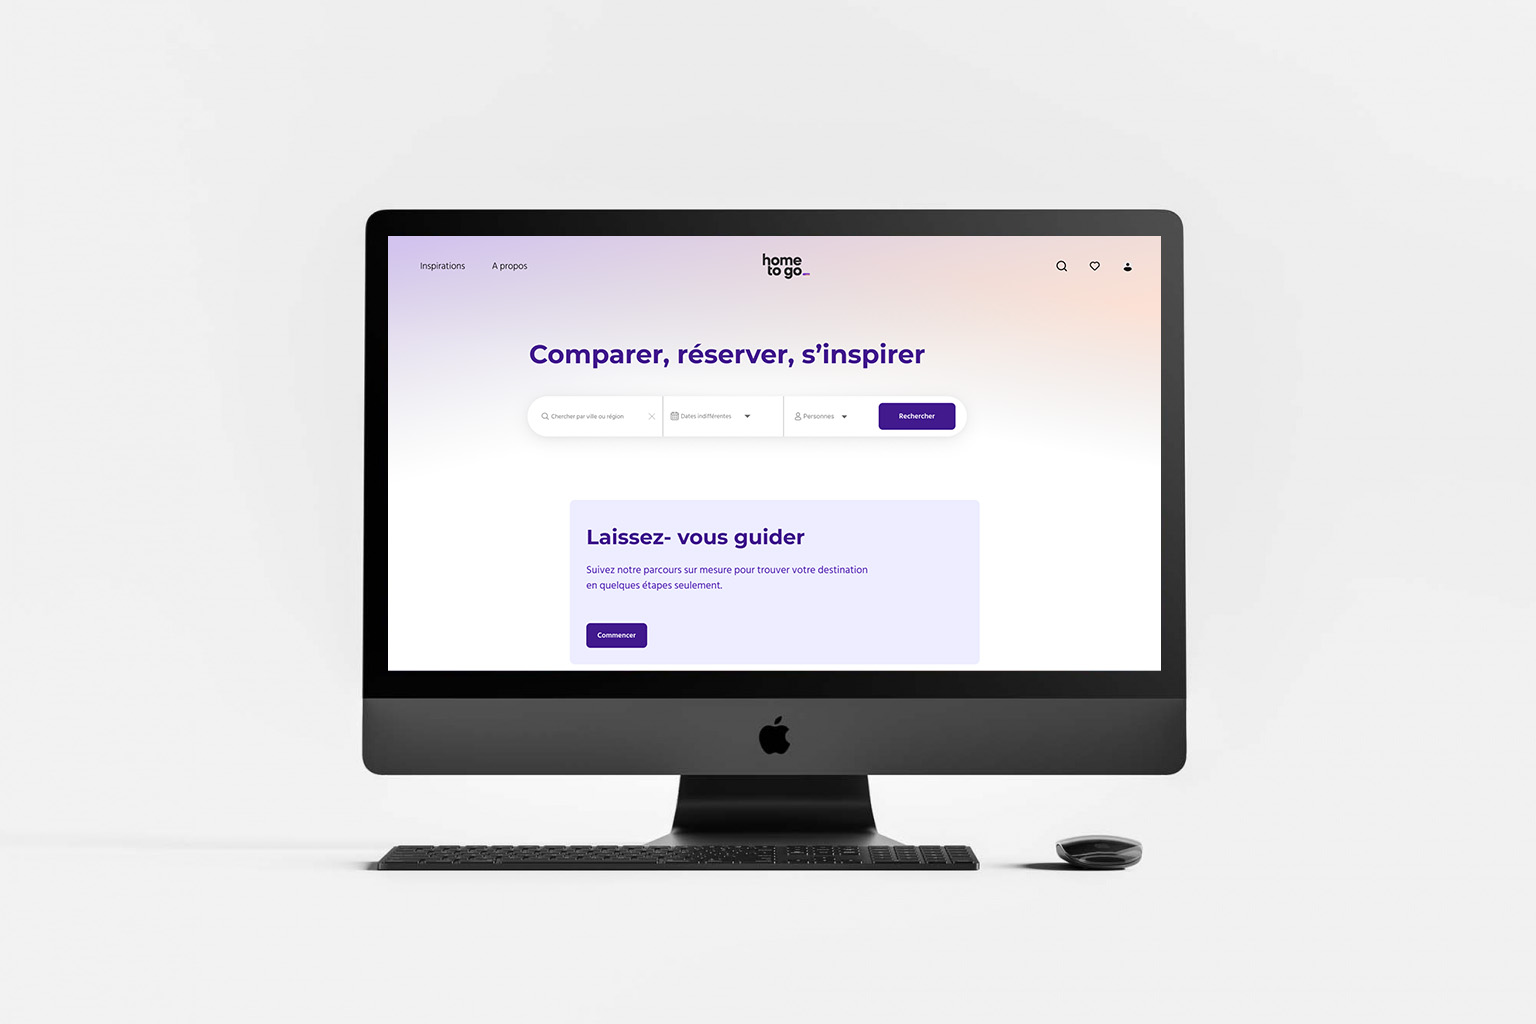 Inspirations
A propos
home
to go
Comparer, réserver, s’inspirer
Chercher par ville ou région
Dates indifférentes
Personnes
Rechercher
Laissez- vous guider
Suivez notre parcours sur mesure pour trouver votre destination
en quelques étapes seulement.
Commencer